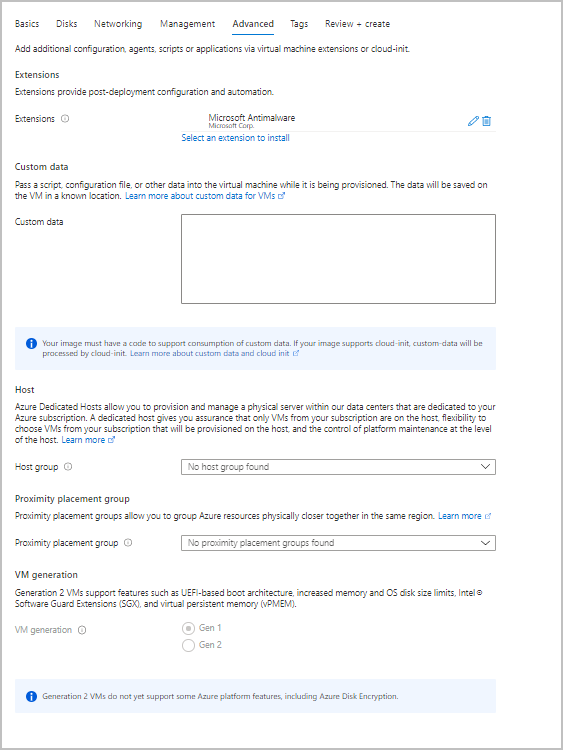 Basics Disks Networking Management Advanced Tags Review + create
Add additional configuration, agents, scripts or applications via virtual machine extensions or cloud-init.
Extensions
Extensions provide post-deployment configuration and automation.
Extensions
Microsoft Antimalware
Microsoft Corp.
Select an extension to install
Custom data
Pass a script, configuration file, or other data into the virtual machine while it is being provisioned. The data will be saved on
the VM in a known location. Learn more about custom data for VMs
Custom data
Your image must have a code to support consumption of custom data. If your image supports cloud-init, custom-data will be
processed by cloud-init. Learn more about custom data and cloud init
Host
Azure Dedicated Hosts allow you to provision and manage a physical server within our data centers that are dedicated to your
Azure subscription. A dedicated host gives you assurance that only VMs from your subscription are on the host, flexibility to
choose VMs from your subscription that will be provisioned on the host, and the control of platform maintenance at the level
of the host. Learn more
Host group No host group found
Proximity placement group
Proximity placement groups allow you to group Azure resources physically closer together in the same region. Learn more
Proximity placement group No proximity placement groups found
VM generation
Generation 2 VMs support features such as UEFI-based boot architecture, increased memory and OS disk size limits, Intel®
Software Guard Extensions (SGX), and virtual persistent memory (vPMEM).
VM generation Gen 1
Gen 2
Generation 2 VMs do not yet support some Azure platform features, including Azure Disk Encryption.